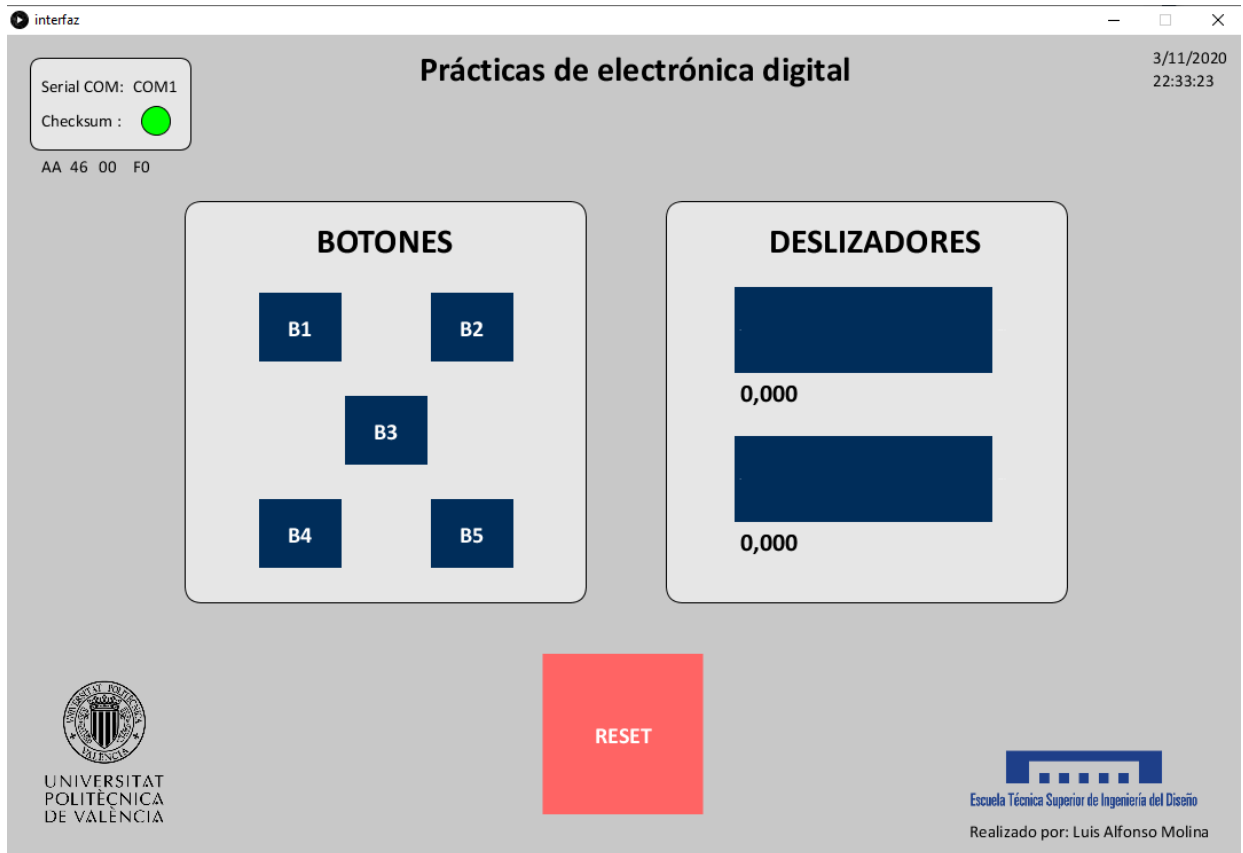 interfaz
Prácticas de electrónica digital
3/11/2020
22:33:23
Serial COM: COM1
Checksum :
AA 46 00 F0
BOTONES
B1 B2
B3
B4 B5
DESLIZADORES
0,000
0,000
RESET
UNIVERSITAT
POLITÈCNICA
DE VALÈNCIA
Escuela Técnica Superior de Ingeniería del Diseño
Realizado por: Luis Alfonso Molina